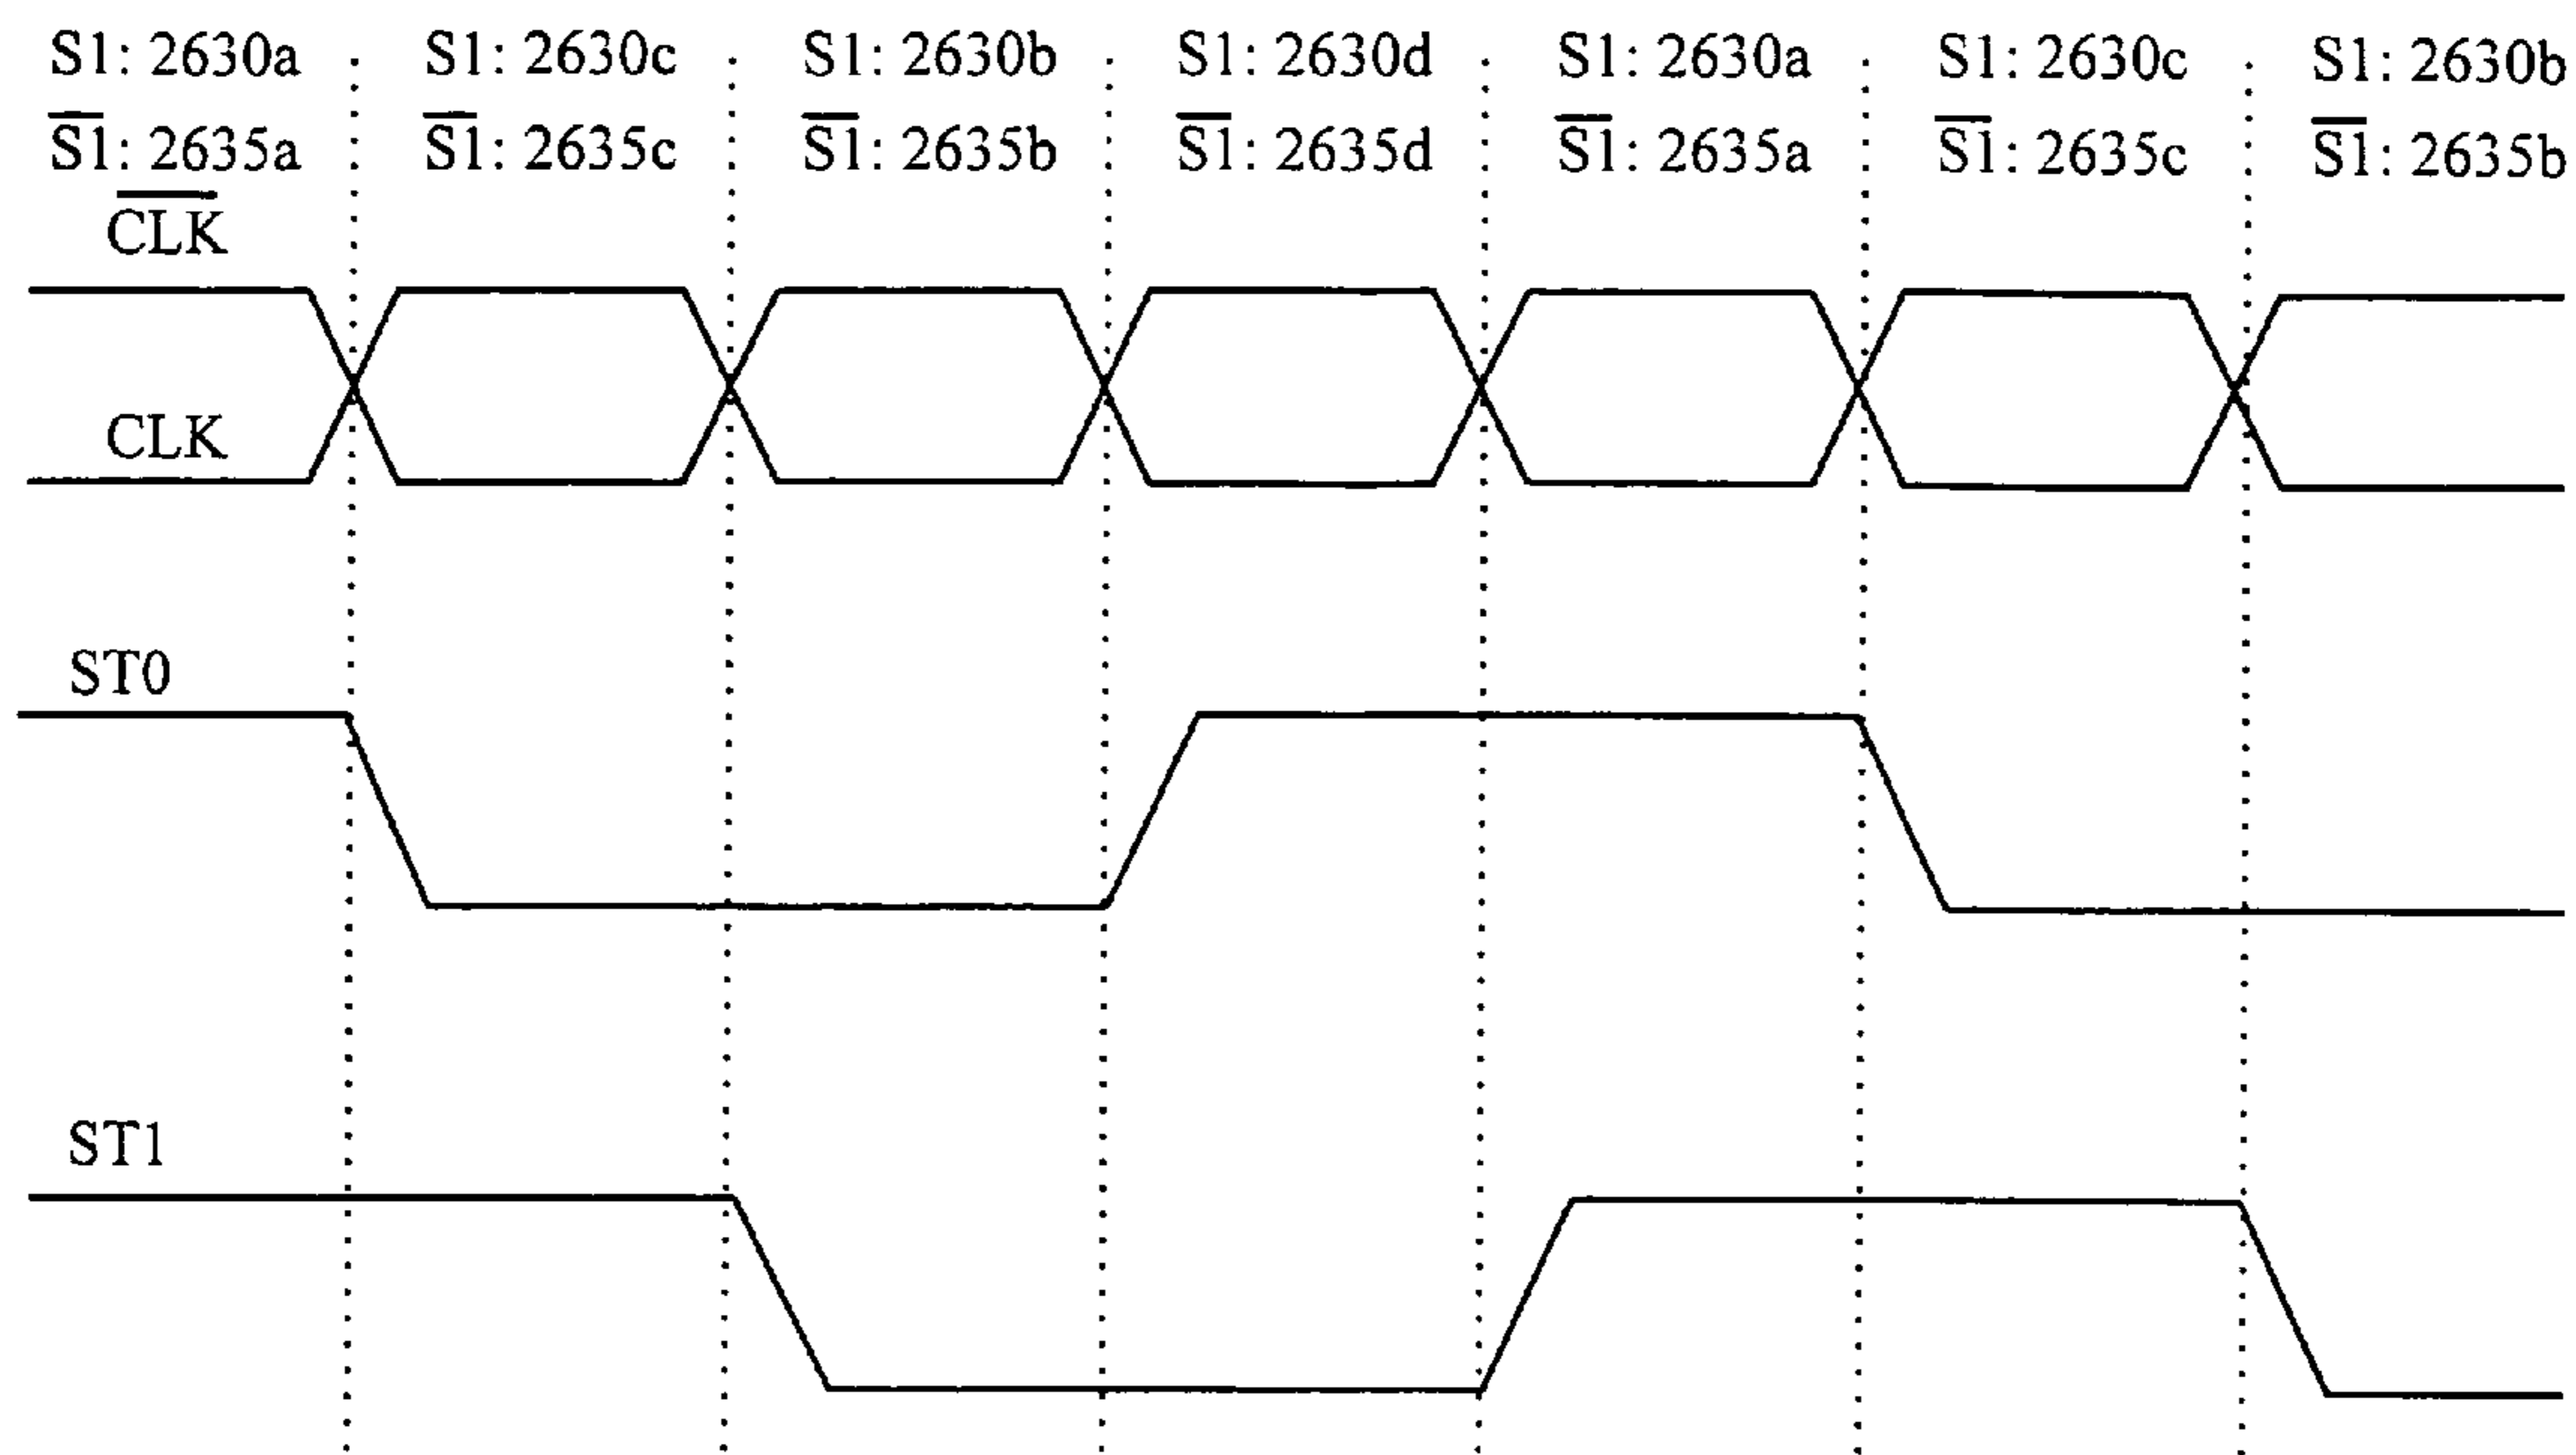 S1: 2630a S1: 2630c S1: 2630b S1: 2630d S1: 2630a S1: 2630c S1: 2630b
S̅1̅: 2635a S̅1̅: 2635c S̅1̅: 2635b S̅1̅: 2635d S̅1̅: 2635a S̅1̅: 2635c S̅1̅: 2635b
C̅L̅K̅
CLK
ST0
ST1